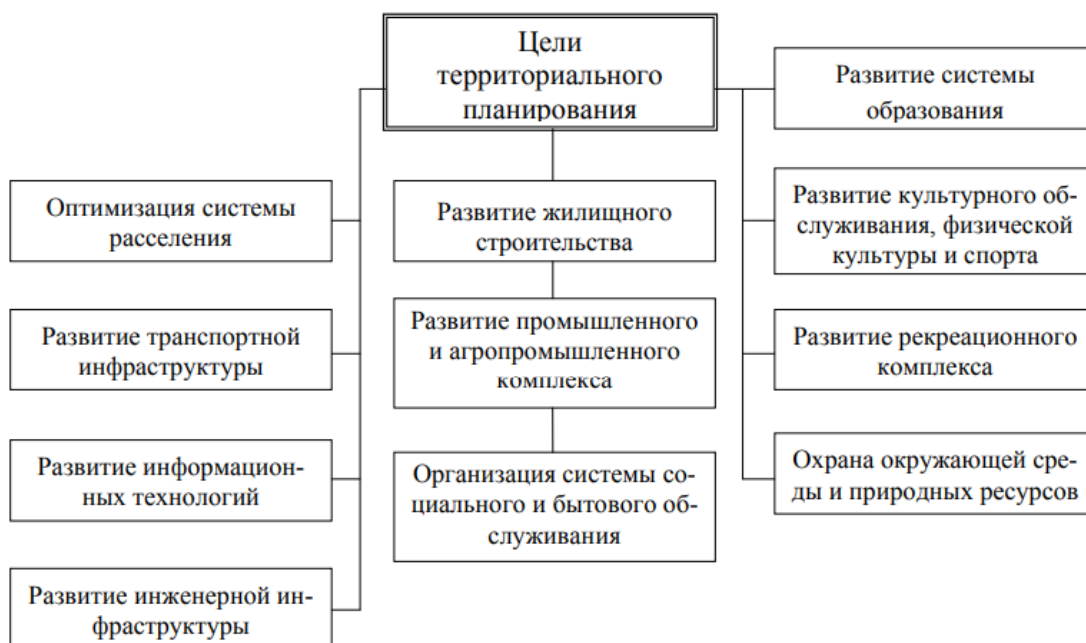 Цели
территориального
планирования
Развитие системы
образования
Оптимизация системы
расселения
Развитие жилищного
строительства
Развитие культурного об-
служивания, физической
культуры и спорта
Развитие транспортной
инфраструктуры
Развитие промышленного
и агропромышленного
комплекса
Развитие рекреационного
комплекса
Развитие информацион-
ных технологий
Организация системы со-
циального и бытового об-
служивания
Охрана окружающей сре-
ды и природных ресурсов
Развитие инженерной ин-
фраструктуры